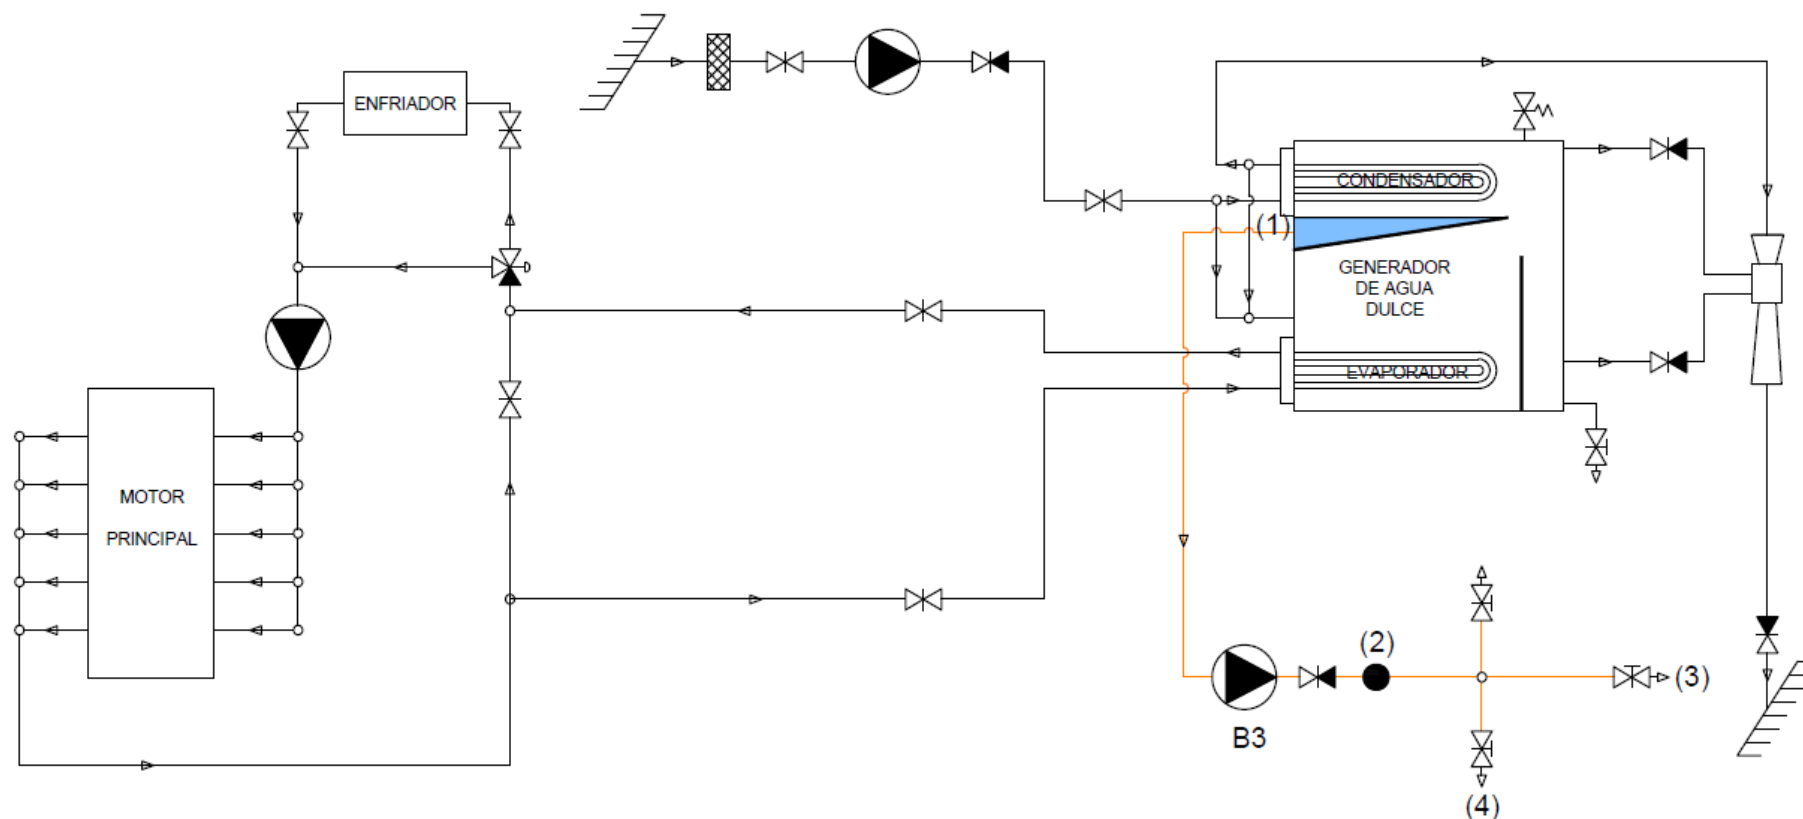 ENFRIADOR
CONDENSADOR
(1)
GENERADOR
DE AGUA
DULCE
EVAPORADOR
MOTOR
PRINCIPAL
(2)
(3)
B3
(4)